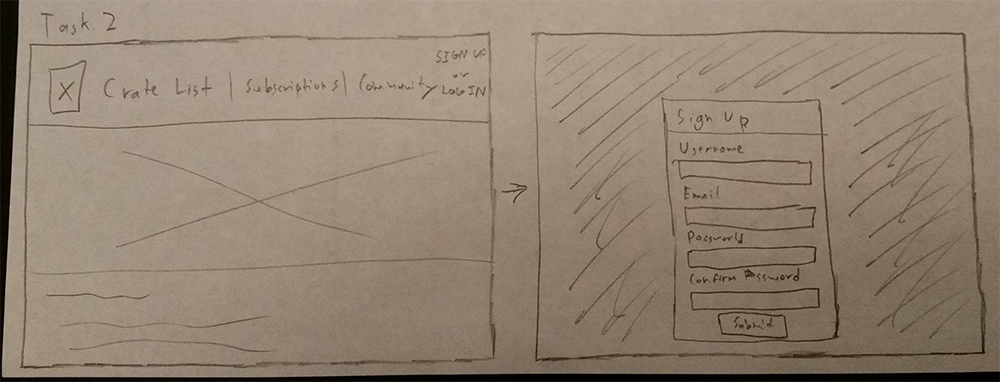 Task 2
SIGN UP
or
LOG IN
X Crate List | Subscriptions | Community
Sign Up
Username
Email
Password
Confirm Password
Submit